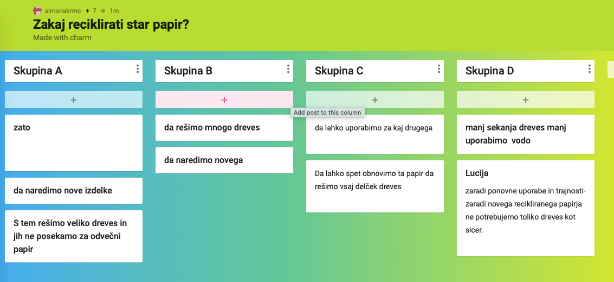 simonakrme + 7 1m
Zakaj reciklirati star papir?
Made with charm
Skupina A
Skupina B
Skupina C
Skupina D
+
+
+
+
Add post to this column
zato
da naredimo nove izdelke
S tem rešimo veliko dreves in
jih ne posekamo za odvečni
papir
da rešimo mnogo dreves
da naredimo novega
da lahko uporabimo za kaj drugega
Da lahko spet obnovimo ta papir da
rešimo vsaj delček dreves
manj sekanja dreves manj
uporabimo vodo
Lucija
zaradi ponovne uporabe in trajnosti-
zaradi novega recikliranega papirja
ne potrebujemo toliko dreves kot
sicer.